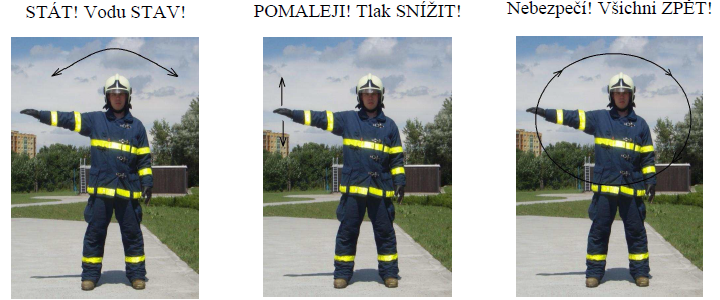 STÁT! Vodu STAV!
POMALEJI! Tlak SNÍŽIT!
Nebezpečí! Všichni ZPĚT!